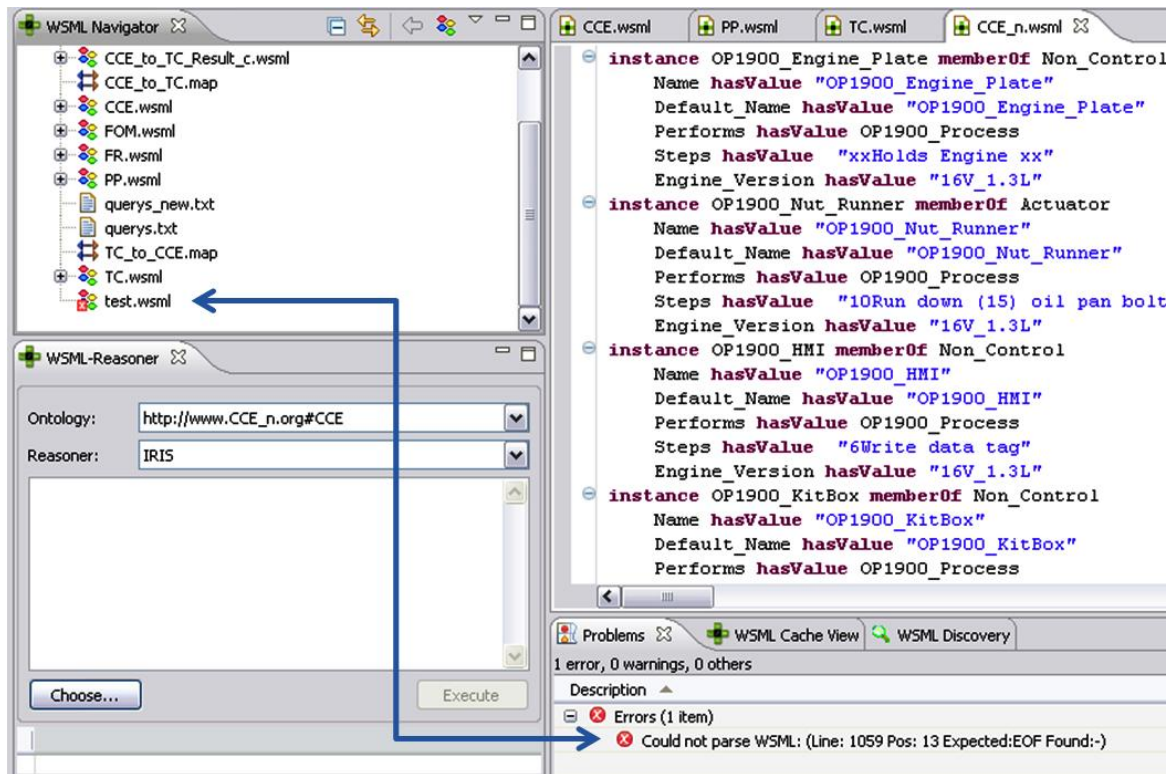 WSML Navigator
CCE_to_TC_Result_c.wsml
CCE_to_TC.map
CCE.wsml
FOM.wsml
FR.wsml
PP.wsml
querys_new.txt
querys.txt
TC_to_CCE.map
TC.wsml
test.wsml
WSML-Reasoner
Ontology: http://www.CCE_n.org#CCE
Reasoner: IRIS
Choose... Execute
CCE.wsml PP.wsml TC.wsml CCE_n.wsml
instance OP1900_Engine_Plate memberOf Non_Control
Name hasValue "OP1900_Engine_Plate"
Default_Name hasValue "OP1900_Engine_Plate"
Performs hasValue OP1900_Process
Steps hasValue "xxHolds Engine xx"
Engine_Version hasValue "16V_1.3L"
instance OP1900_Nut_Runner memberOf Actuator
Name hasValue "OP1900_Nut_Runner"
Default_Name hasValue "OP1900_Nut_Runner"
Performs hasValue OP1900_Process
Steps hasValue "10Run down (15) oil pan bolt
Engine_Version hasValue "16V_1.3L"
instance OP1900_HMI memberOf Non_Control
Name hasValue "OP1900_HMI"
Default_Name hasValue "OP1900_HMI"
Performs hasValue OP1900_Process
Steps hasValue "6Write data tag"
Engine_Version hasValue "16V_1.3L"
instance OP1900_KitBox memberOf Non_Control
Name hasValue "OP1900_KitBox"
Default_Name hasValue "OP1900_KitBox"
Performs hasValue OP1900_Process
Problems WSML Cache View WSML Discovery
1 error, 0 warnings, 0 others
Description
Errors (1 item)
Could not parse WSML: (Line: 1059 Pos: 13 Expected:EOF Found:-)